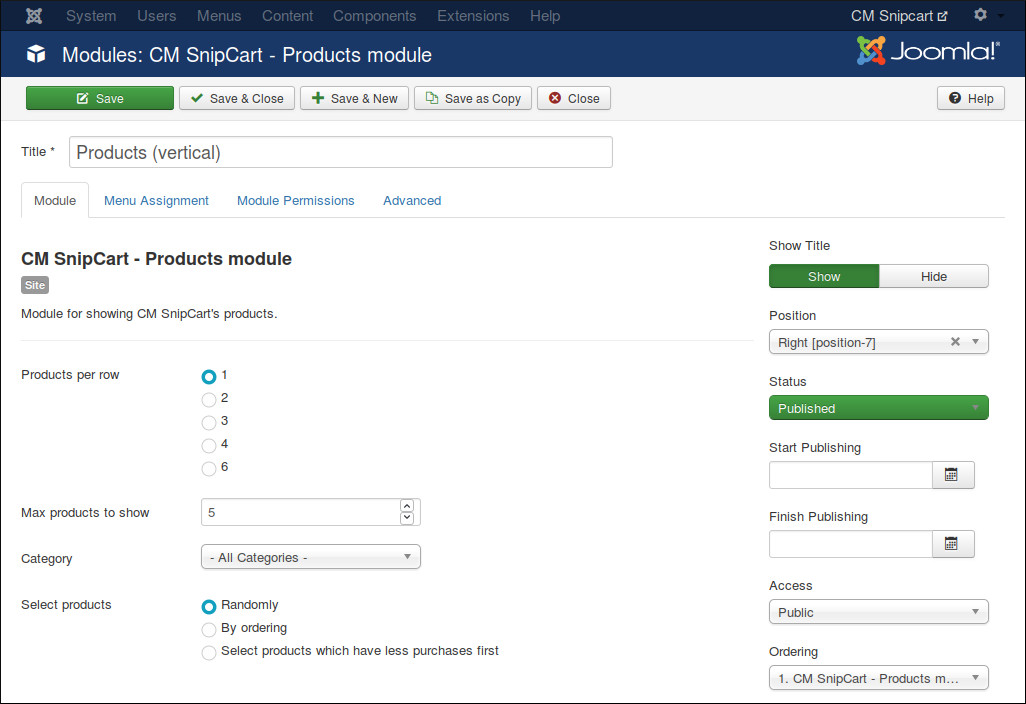 System Users Menus Content Components Extensions Help CM Snipcart
Modules: CM SnipCart - Products module Joomla!®
Save Save & Close Save & New Save as Copy Close Help
Title * Products (vertical)
Module Menu Assignment Module Permissions Advanced
CM SnipCart - Products module
Site
Module for showing CM SnipCart's products.
Products per row
1
2
3
4
6
Max products to show 5
Category - All Categories -
Select products
Randomly
By ordering
Select products which have less purchases first
Show Title
Show Hide
Position
Right [position-7]
Status
Published
Start Publishing
Finish Publishing
Access
Public
Ordering
1. CM SnipCart - Products m...